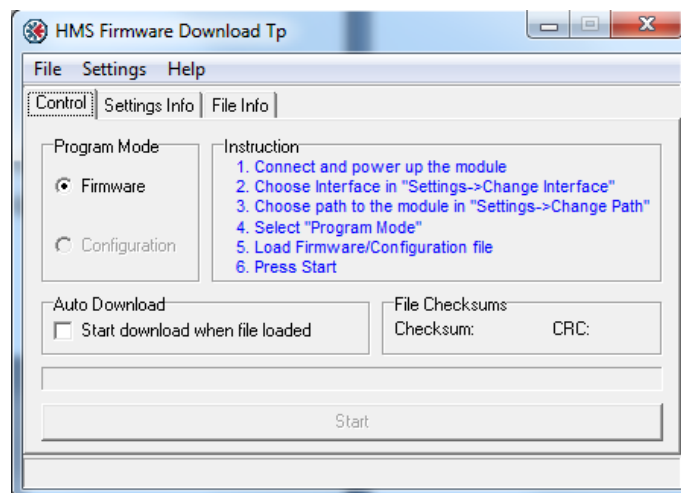 HMS Firmware Download Tp
File Settings Help
Control Settings Info File Info
Program Mode
Firmware
Configuration
Instruction
1. Connect and power up the module
2. Choose Interface in "Settings->Change Interface"
3. Choose path to the module in "Settings->Change Path"
4. Select "Program Mode"
5. Load Firmware/Configuration file
6. Press Start
Auto Download
Start download when file loaded
File Checksums
Checksum: CRC:
Start